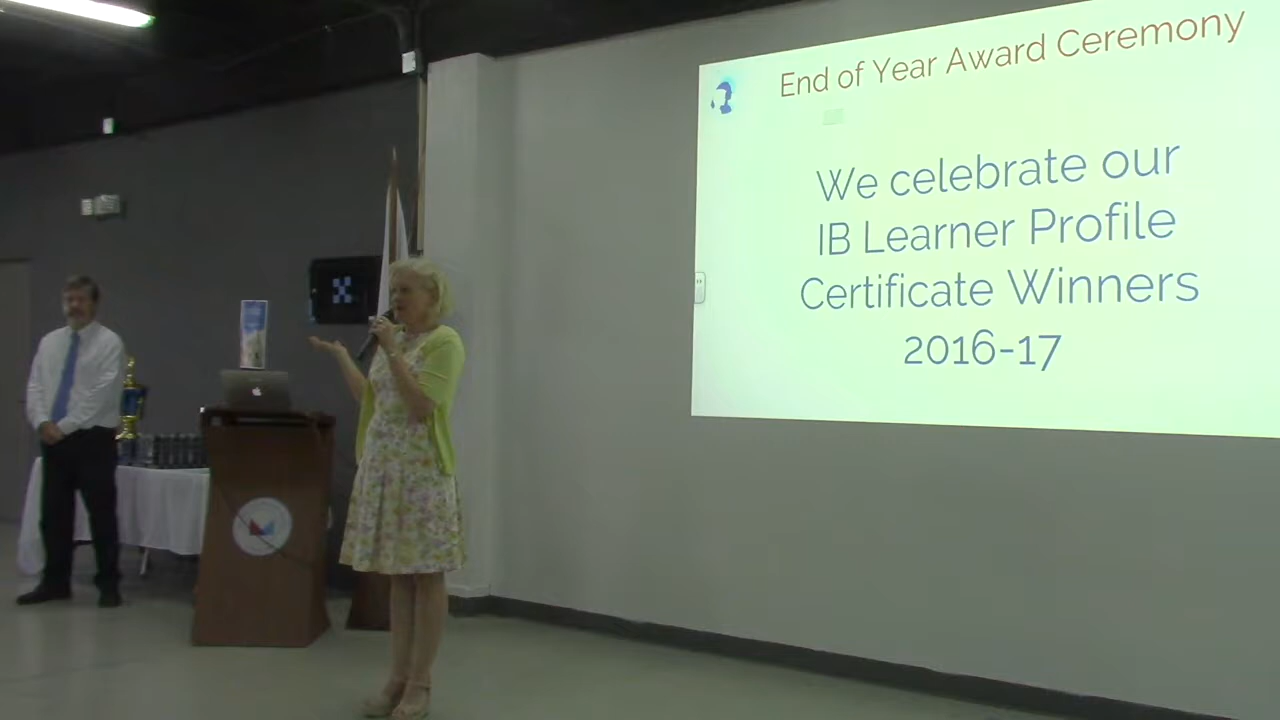 End of Year Award Ceremony
We celebrate our
IB Learner Profile
Certificate Winners
2016-17